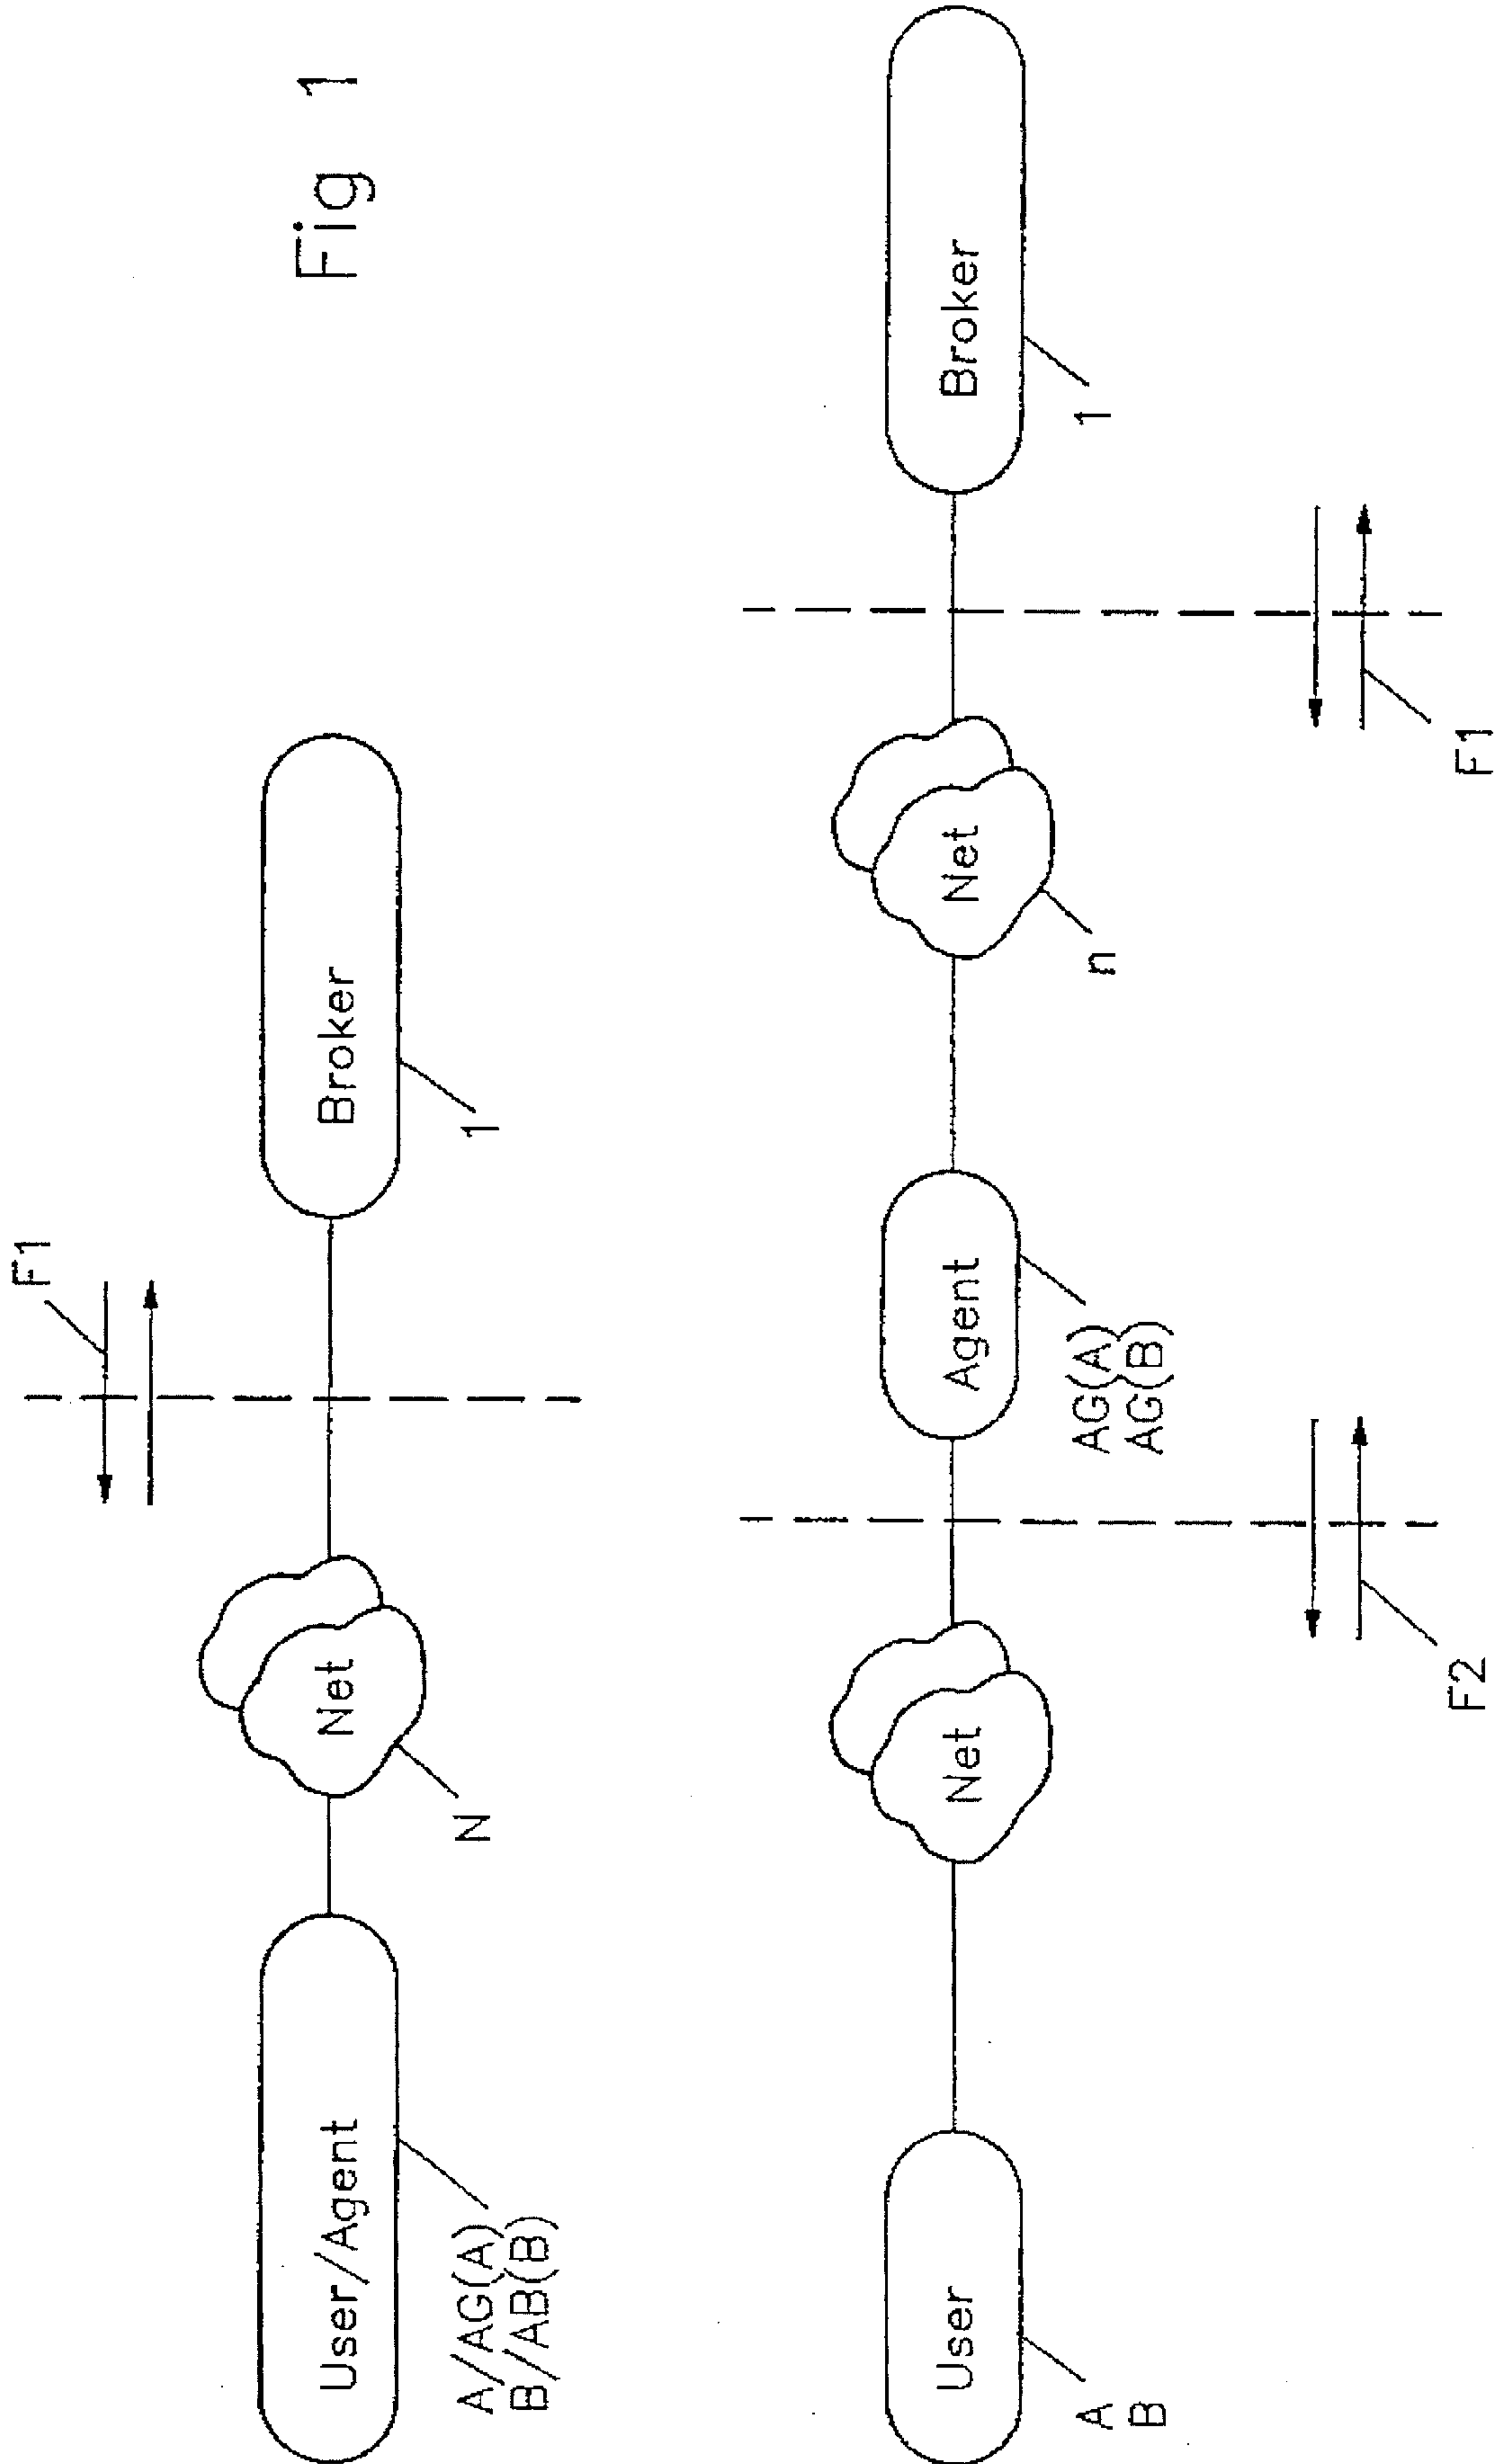 Fig 1
F1
User/Agent
Net
Broker
A/AG(A)
B/AB(B)
N
1
User
Net
Agent
Net
Broker
A
B
AG(A)
AG(B)
n
1
F2
F1